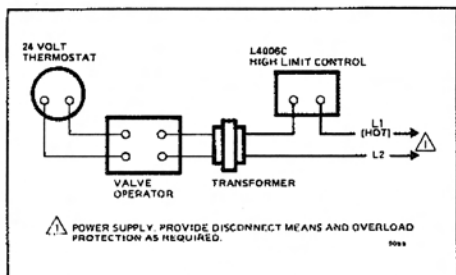 24 VOLT
THERMOSTAT
L4006C
HIGH LIMIT CONTROL
L1
(HOT)
L2
VALVE
OPERATOR
TRANSFORMER
POWER SUPPLY. PROVIDE DISCONNECT MEANS AND OVERLOAD
PROTECTION AS REQUIRED.